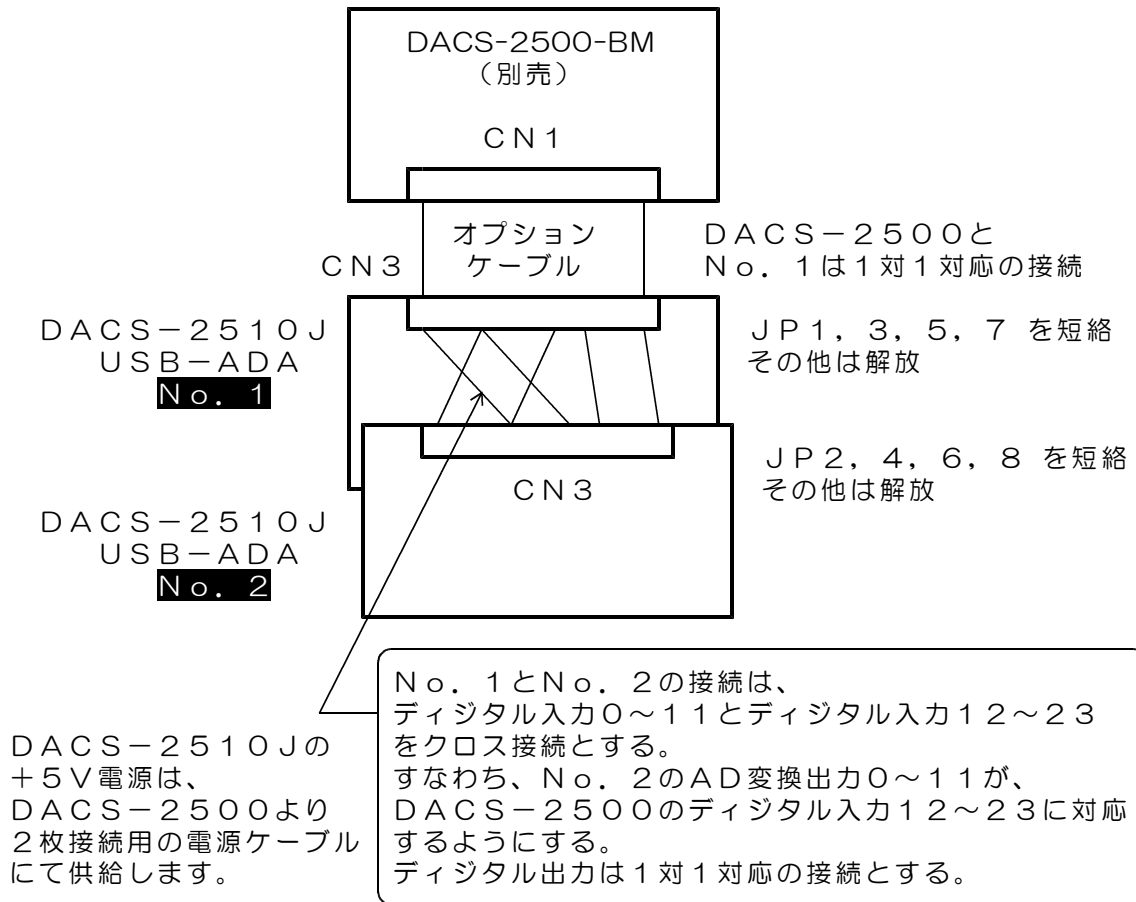 DACS-2500-BM
（別売）
ＣＮ１
オプション
ケーブル
ＣＮ３
ＤＡＣＳ－２５００と
Ｎｏ．１は１対１対応の接続
ＤＡＣＳ－２５１０Ｊ
ＵＳＢ－ＡＤＡ
Ｎｏ．１
ＪＰ１，３，５，７ を短絡
その他は解放
ＪＰ２，４，６，８ を短絡
その他は解放
ＣＮ３
ＤＡＣＳ－２５１０Ｊ
ＵＳＢ－ＡＤＡ
Ｎｏ．２
Ｎｏ．１とＮｏ．２の接続は、
ディジタル入力０～１１とディジタル入力１２～２３
をクロス接続とする。
すなわち、Ｎｏ．２のＡＤ変換出力０～１１が、
ＤＡＣＳ－２５００のディジタル入力１２～２３に対応
するようにする。
ディジタル出力は１対１対応の接続とする。
ＤＡＣＳ－２５１０Ｊの
＋５Ｖ電源は、
ＤＡＣＳ－２５００より
２枚接続用の電源ケーブル
にて供給します。